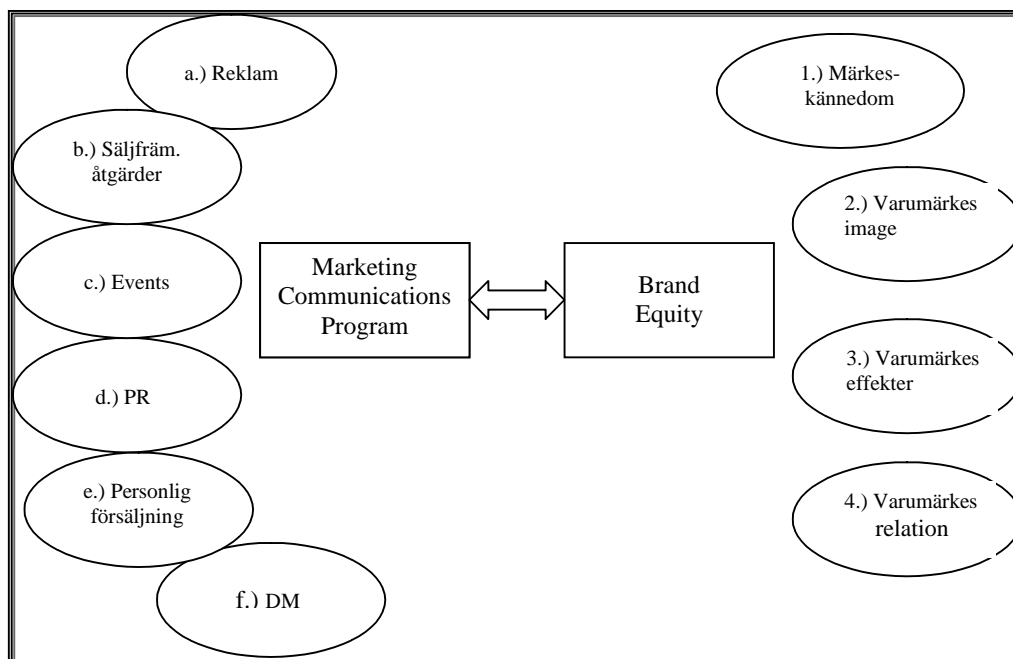 a.) Reklam
b.) Säljfräm.
åtgärder
c.) Events
d.) PR
e.) Personlig
försäljning
f.) DM
Marketing
Communications
Program
Brand
Equity
1.) Märkes-
kännedom
2.) Varumärkes
image
3.) Varumärkes
effekter
4.) Varumärkes
relation